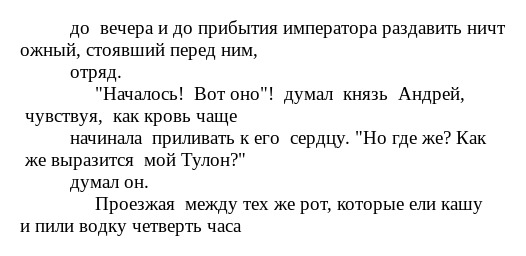 до вечера и до прибытия императора раздавить ничт
ожный, стоявший перед ним,
отряд.
"Началось! Вот оно"! думал князь Андрей,
чувствуя, как кровь чаще
начинала приливать к его сердцу. "Но где же? Как
же выразится мой Тулон?"
думал он.
Проезжая между тех же рот, которые ели кашу
и пили водку четверть часа